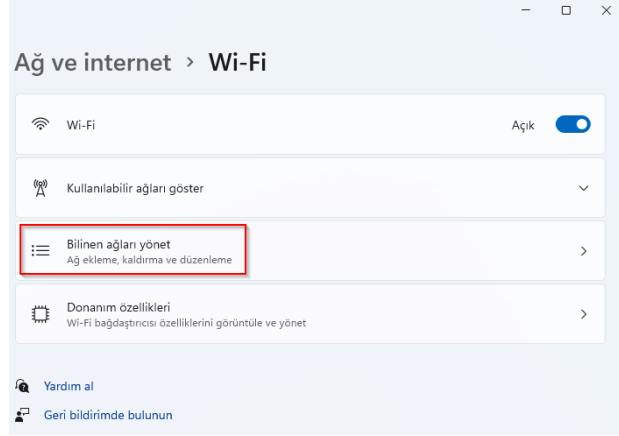 Ağ ve internet > Wi-Fi
Wi-Fi
Açık
Kullanılabilir ağları göster
Bilinen ağları yönet
Ağ ekleme, kaldırma ve düzenleme
Donanım özellikleri
Wi-Fi bağdaştırıcısı özelliklerini görüntüle ve yönet
Yardım al
Geri bildirimde bulunun